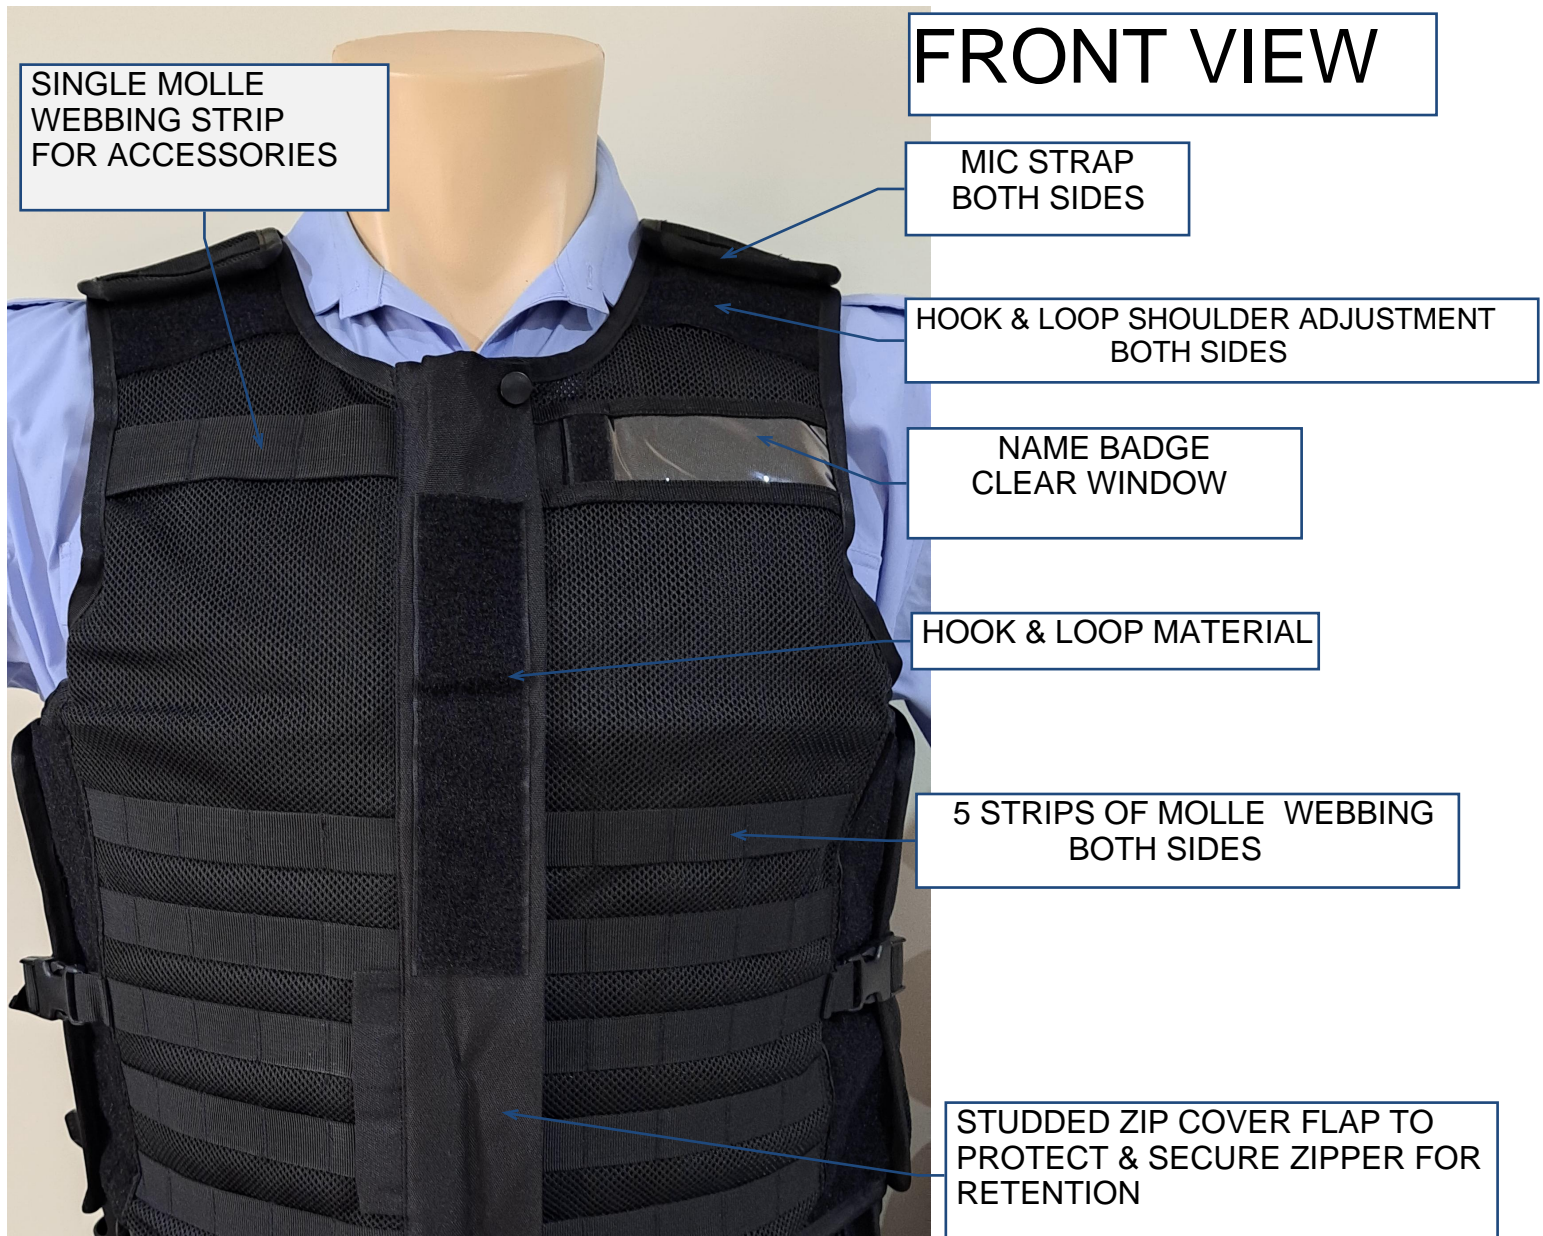 FRONT VIEW
SINGLE MOLLE
WEBBING STRIP
FOR ACCESSORIES
MIC STRAP
BOTH SIDES
HOOK & LOOP SHOULDER ADJUSTMENT
BOTH SIDES
NAME BADGE
CLEAR WINDOW
HOOK & LOOP MATERIAL
5 STRIPS OF MOLLE  WEBBING
BOTH SIDES
STUDDED ZIP COVER FLAP TO
PROTECT & SECURE ZIPPER FOR
RETENTION